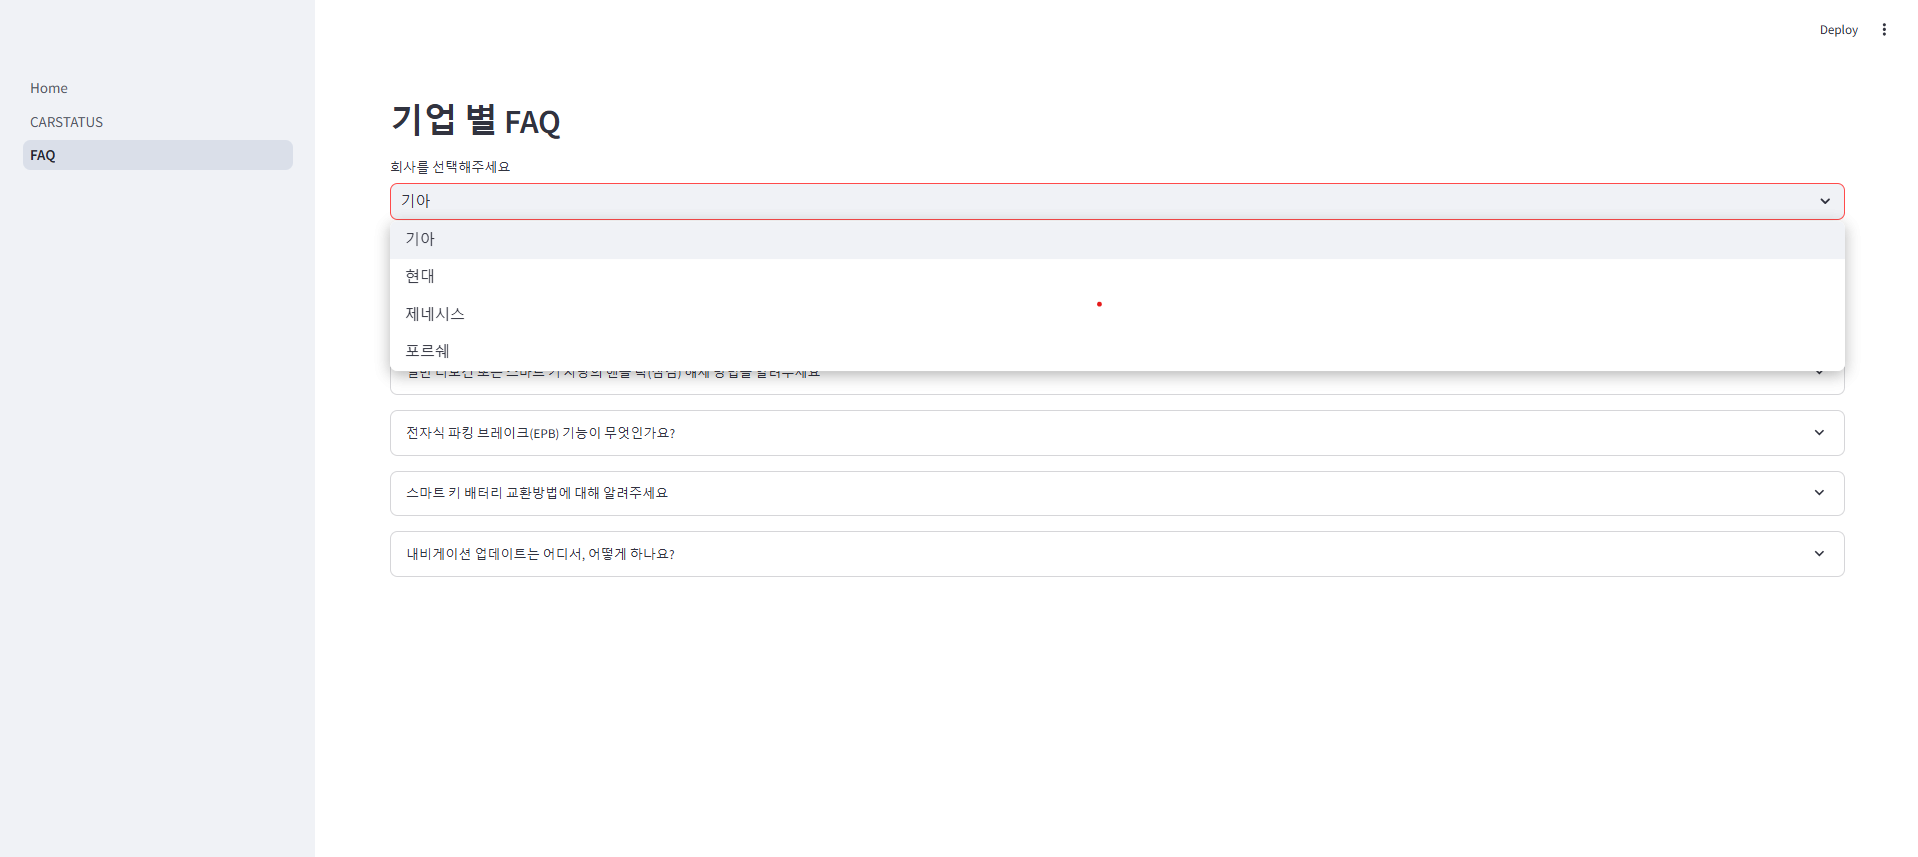 Deploy
Home
CARSTATUS
FAQ
기업 별 FAQ
회사를 선택해주세요
기아
기아
현대
제네시스
포르쉐
전자식 파킹 브레이크(EPB) 기능이 무엇인가요?
스마트 키 배터리 교환방법에 대해 알려주세요
내비게이션 업데이트는 어디서, 어떻게 하나요?